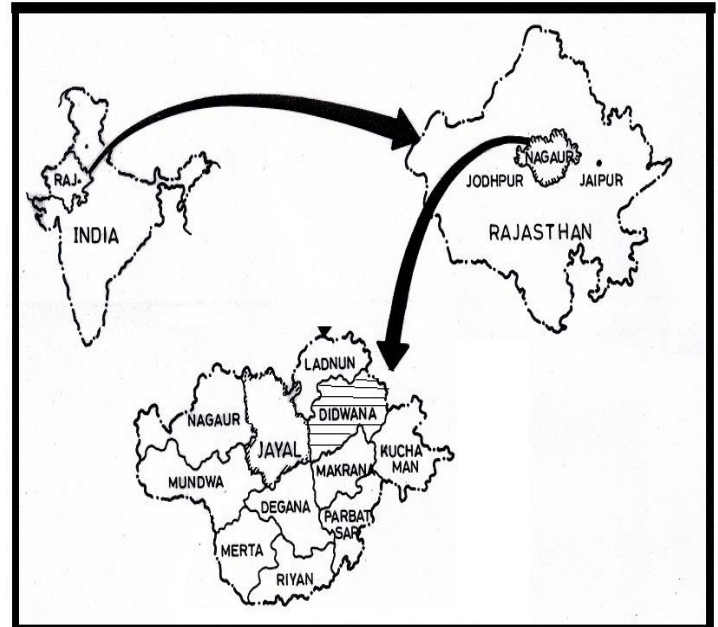 RAJ.
INDIA
NAGAUR
JODHPUR
JAIPUR
RAJASTHAN
LADNUN
DIDWANA
NAGAUR
JAYAL
KUCHA
MAN
MAKRANA
MUNDWA
DEGANA
PARBAT
SAR
MERTA
RIYAN